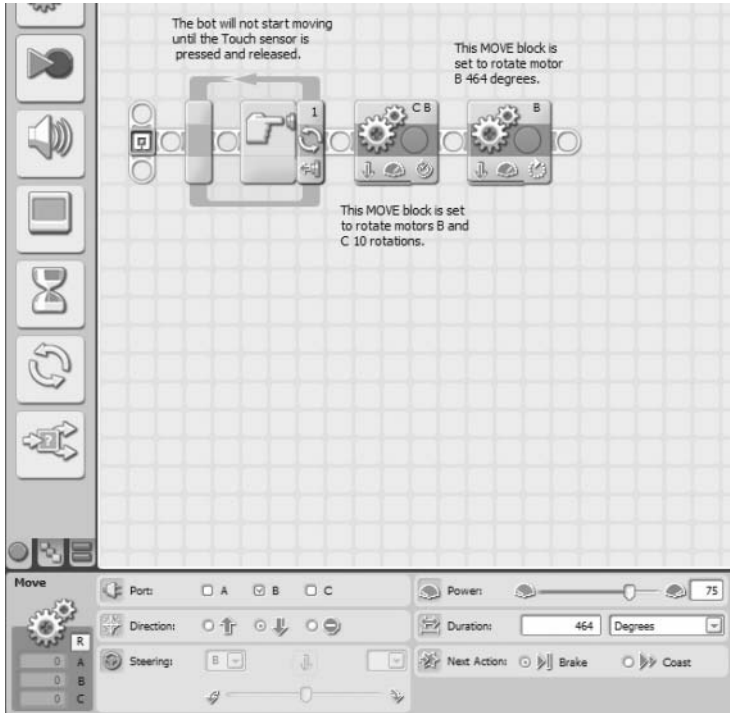 The bot will not start moving
until the Touch sensor is
pressed and released.
This MOVE block is
set to rotate motor
B 464 degrees.
1
C B
B
This MOVE block is set
to rotate motors B and
C 10 rotations.
Move
R
0 A
0 B
0 C
Port: A B C
Direction:
Steering: B
Power: 75
Duration: 464 Degrees
Next Action: Brake Coast